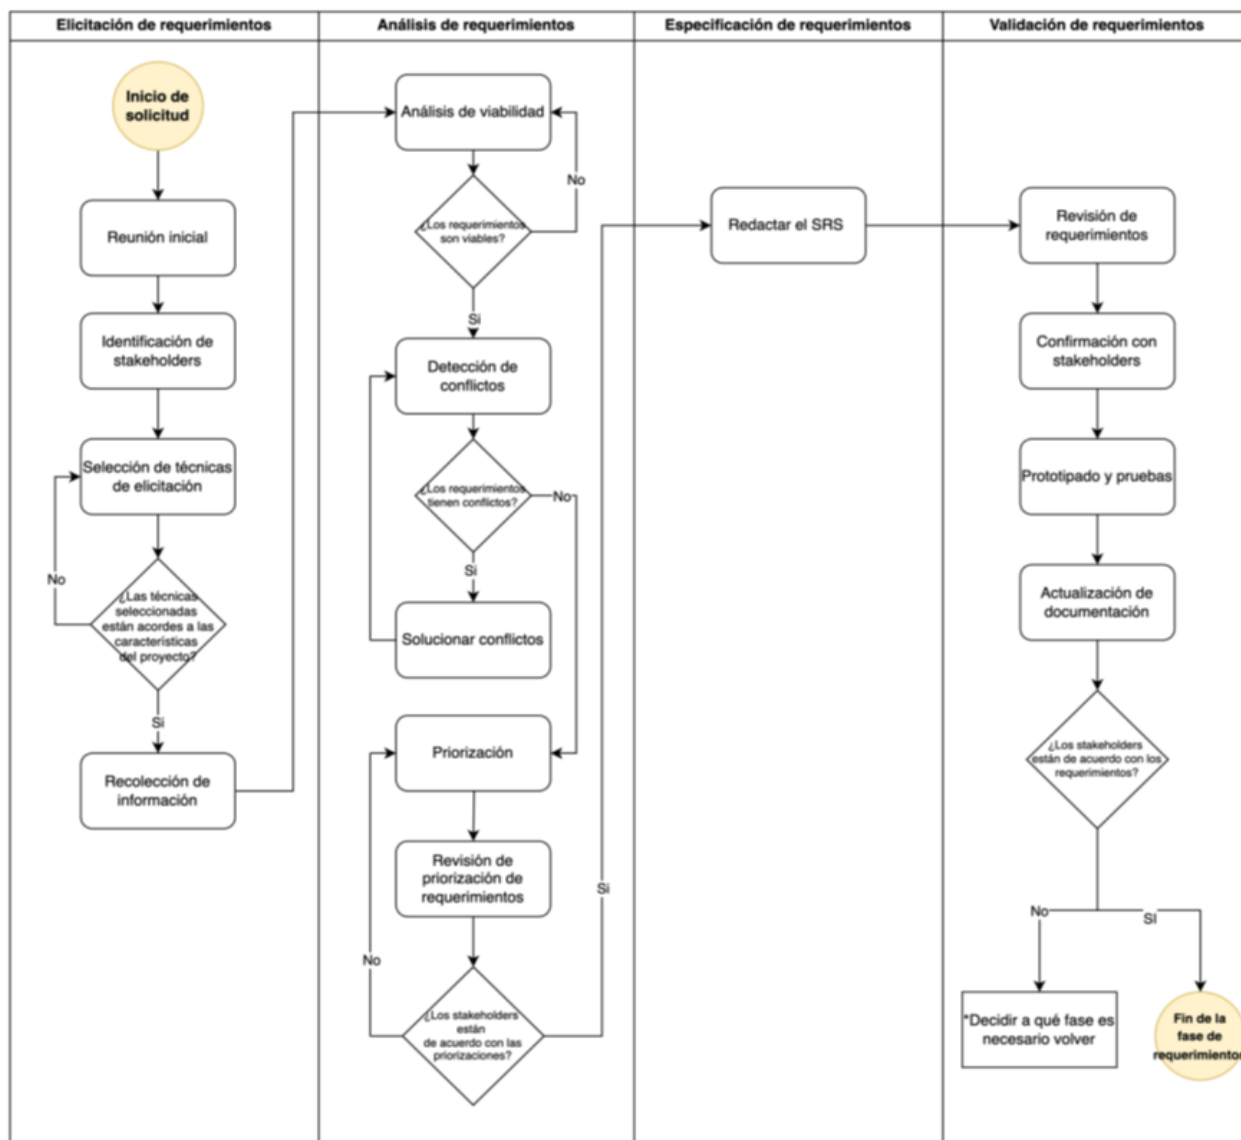 Elicitación de requerimientos
Análisis de requerimientos
Especificación de requerimientos
Validación de requerimientos
Inicio de
solicitud
Reunión inicial
Identificación de
stakeholders
Selección de técnicas
de elicitación
No
¿Las técnicas
seleccionadas
están acordes a las
características
del proyecto?
Si
Recolección de
información
Análisis de viabilidad
No
¿Los requerimientos
son viables?
Si
Detección de
conflictos
¿Los requerimientos
tienen conflictos?
No
Si
Solucionar conflictos
Priorización
Revisión de
priorización de
requerimientos
No
Si
¿Los stakeholders
están
de acuerdo con las
priorizaciones?
Redactar el SRS
Revisión de
requerimientos
Confirmación con
stakeholders
Prototipado y pruebas
Actualización de
documentación
¿Los stakeholders
están de acuerdo con los
requerimientos?
No
SI
*Decidir a qué fase es
necesario volver
Fin de la
fase de
requerimientos